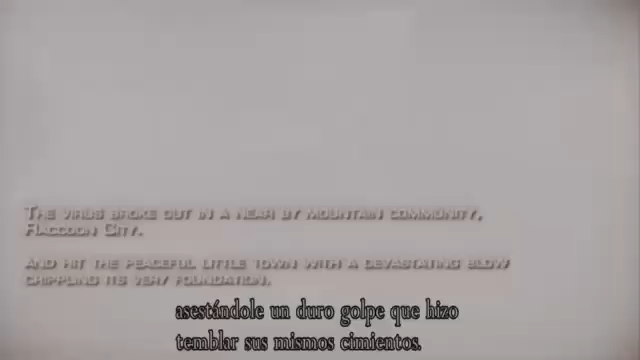 THE VIRUS BROKE OUT IN A NEAR BY MOUNTAIN COMMUNITY,
RACCOON CITY.
AND HIT THE PEACEFUL LITTLE TOWN WITH A DEVASTATING BLOW
CRIPPLING ITS VERY FOUNDATION.
asestándole un duro golpe que hizo
temblar sus mismos cimientos.